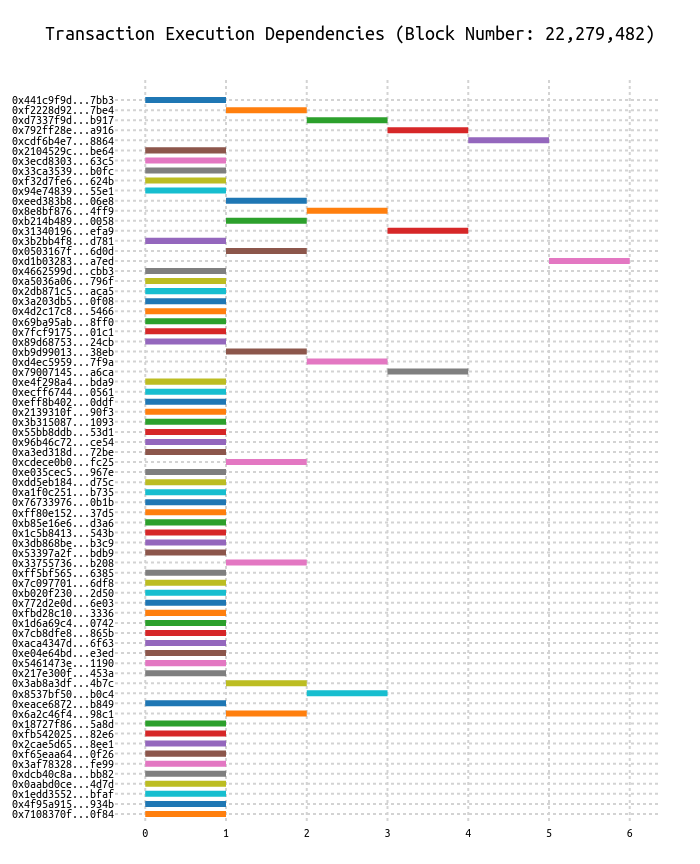 Transaction Execution Dependencies (Block Number: 22,279,482)
0x441c9f9d...7bb3
0xf2228d92...7be4
0xd7337f9d...b917
0x792ff28e...a916
0xcdf6b4e7...8864
0x2104529c...be64
0x3ecd8303...63c5
0x33ca3539...b0fc
0xf32d7fe6...624b
0x94e74839...55e1
0xeed383b8...06e8
0x8e8bf876...4ff9
0xb214b489...0058
0x31340196...efa9
0x3b2bb4f8...d781
0x0503167f...6d0d
0xd1b03283...a7ed
0x4662599d...cbb3
0xa5036a06...796f
0x2db871c5...aca5
0x3a203db5...0f08
0x4d2c17c8...5466
0x69ba95ab...8ff0
0x7fcf9175...01c1
0x89d68753...24cb
0xb9d99013...38eb
0xd4ec5959...7f9a
0x79007145...a6ca
0xe4f298a4...bda9
0xecff6744...0561
0xeff8b402...0ddf
0x2139310f...90f3
0x3b315087...1093
0x55bb8ddb...53d1
0x96b46c72...ce54
0xa3ed318d...72be
0xcdece0b0...fc25
0xe035cec5...967e
0xdd5eb184...d75c
0xa1f0c251...b735
0x76733976...0b1b
0xff80e152...37d5
0xb85e16e6...d3a6
0x1c5b8413...543b
0x3db868be...b3c9
0x53397a2f...bdb9
0x33755736...b208
0xff5bf565...6385
0x7c097701...6df8
0xb020f230...2d50
0x772d2e0d...6e03
0xfbd28c10...3336
0x1d6a69c4...0742
0x7cb8dfe8...865b
0xaca4347d...6f63
0xe04e64bd...e3ed
0x5461473e...1190
0x217e300f...453a
0x3ab8a3df...4b7c
0x8537bf50...b0c4
0xeace6872...b849
0x6a2c46f4...98c1
0x18727f86...5a8d
0xfb542025...82e6
0x2cae5d65...8ee1
0xf65eaa64...0f26
0x3af78328...fe99
0xdcb40c8a...bb82
0x0aabd0ce...4d7d
0x1edd3552...bfaf
0x4f95a915...934b
0x7108370f...0f84
0 1 2 3 4 5 6